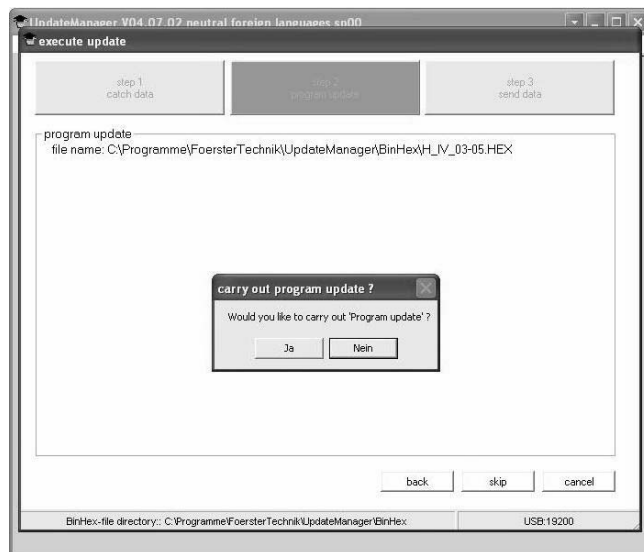 UpdateManager V04.07.02 neutral foreign languages sp00
execute update
step 1
catch data
step 2
program update
step 3
send data
program update
file name: C:\Programme\FoersterTechnik\UpdateManager\BinHex\H_IV_03-05.HEX
carry out program update ?
Would you like to carry out 'Program update' ?
Ja
Nein
back
skip
cancel
BinHex-file directory:: C:\Programme\FoersterTechnik\UpdateManager\BinHex
USB:19200